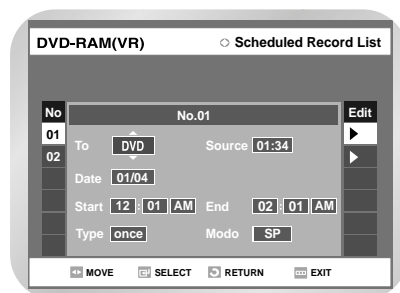 DVD-RAM(VR) Scheduled Record List
No No.01 Edit
01
To DVD Source 01:34
02
Date 01/04
Start 12 : 01 AM End 02 : 01 AM
Type once Modo SP
MOVE SELECT RETURN EXIT